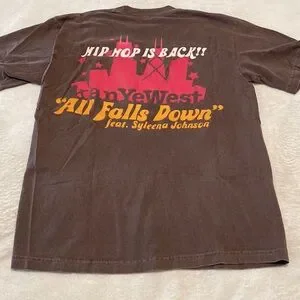 HIP HOP IS BACK!!
KanYeWest
"All Falls Down"
feat. Syleena Johnson